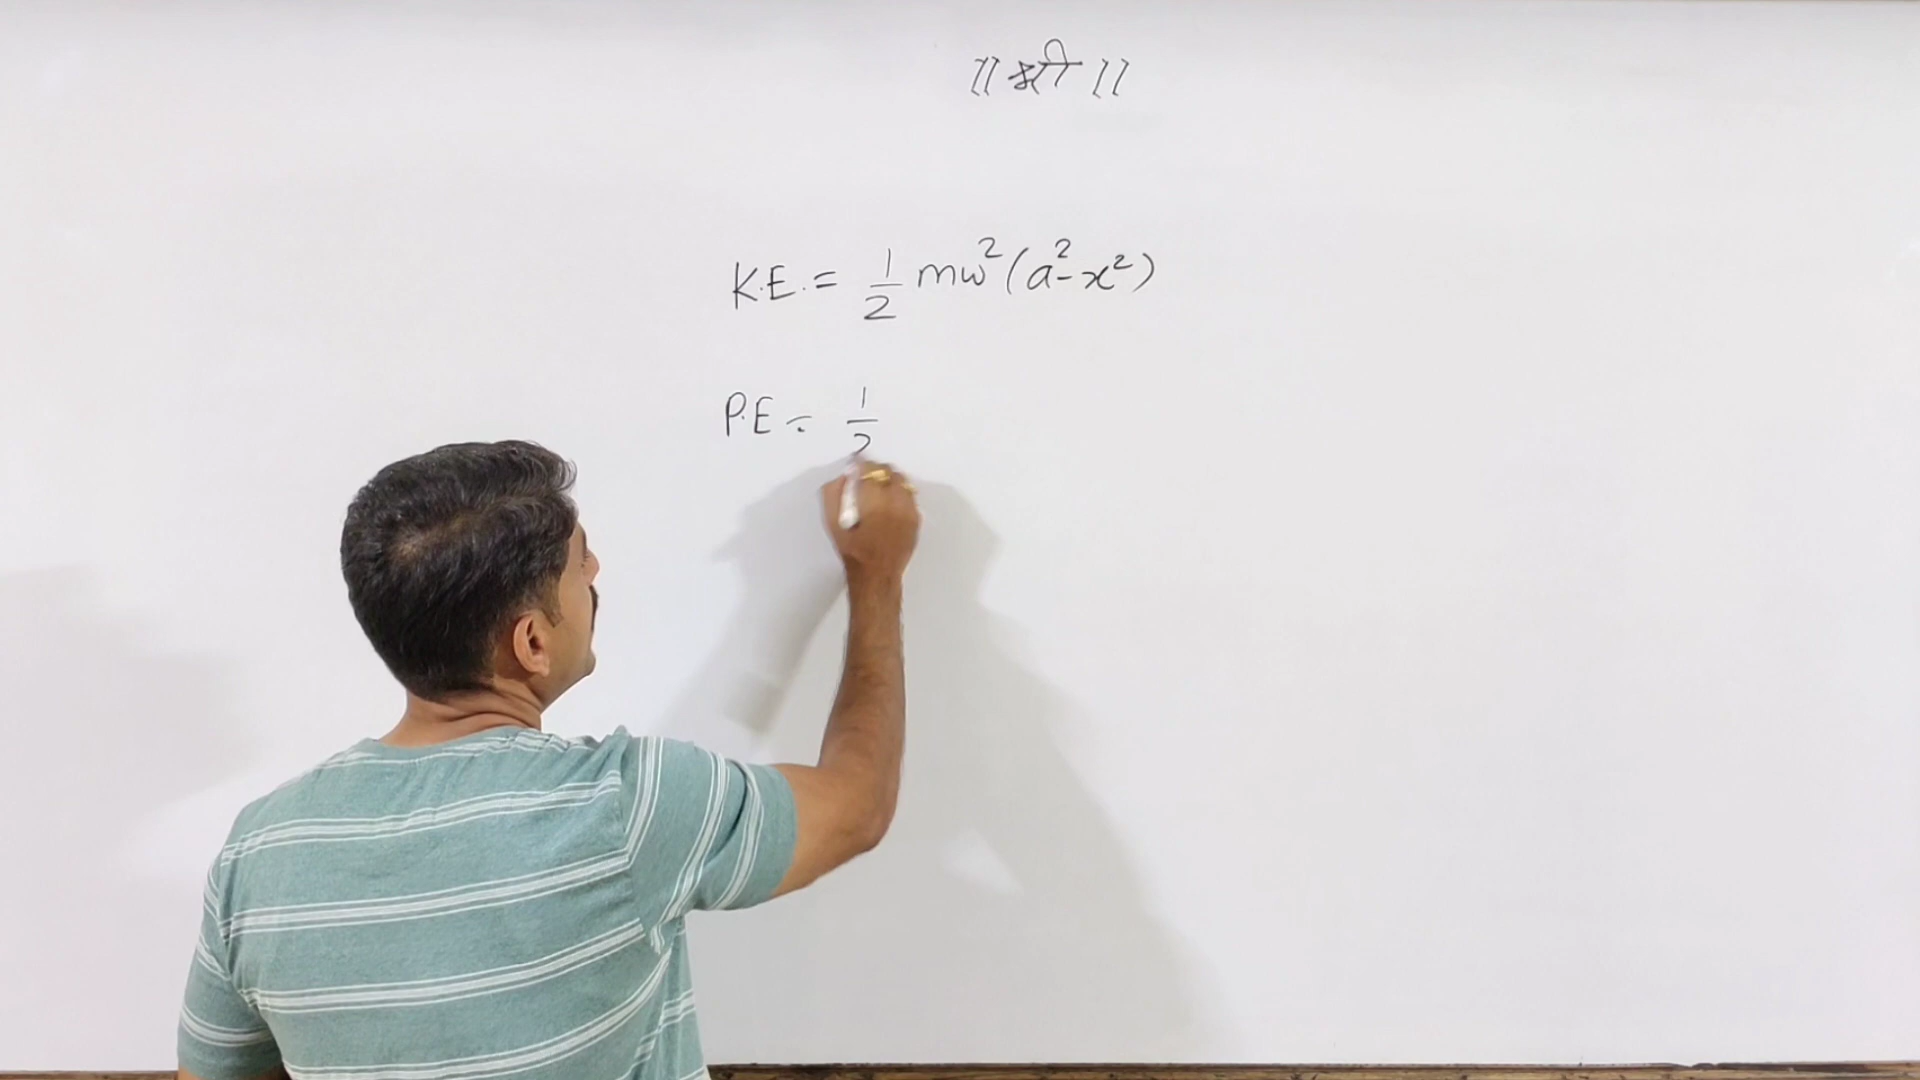 ॥ श्री ॥
K.E. = 1/2 mω²(a²-x²)
P.E = 1/2